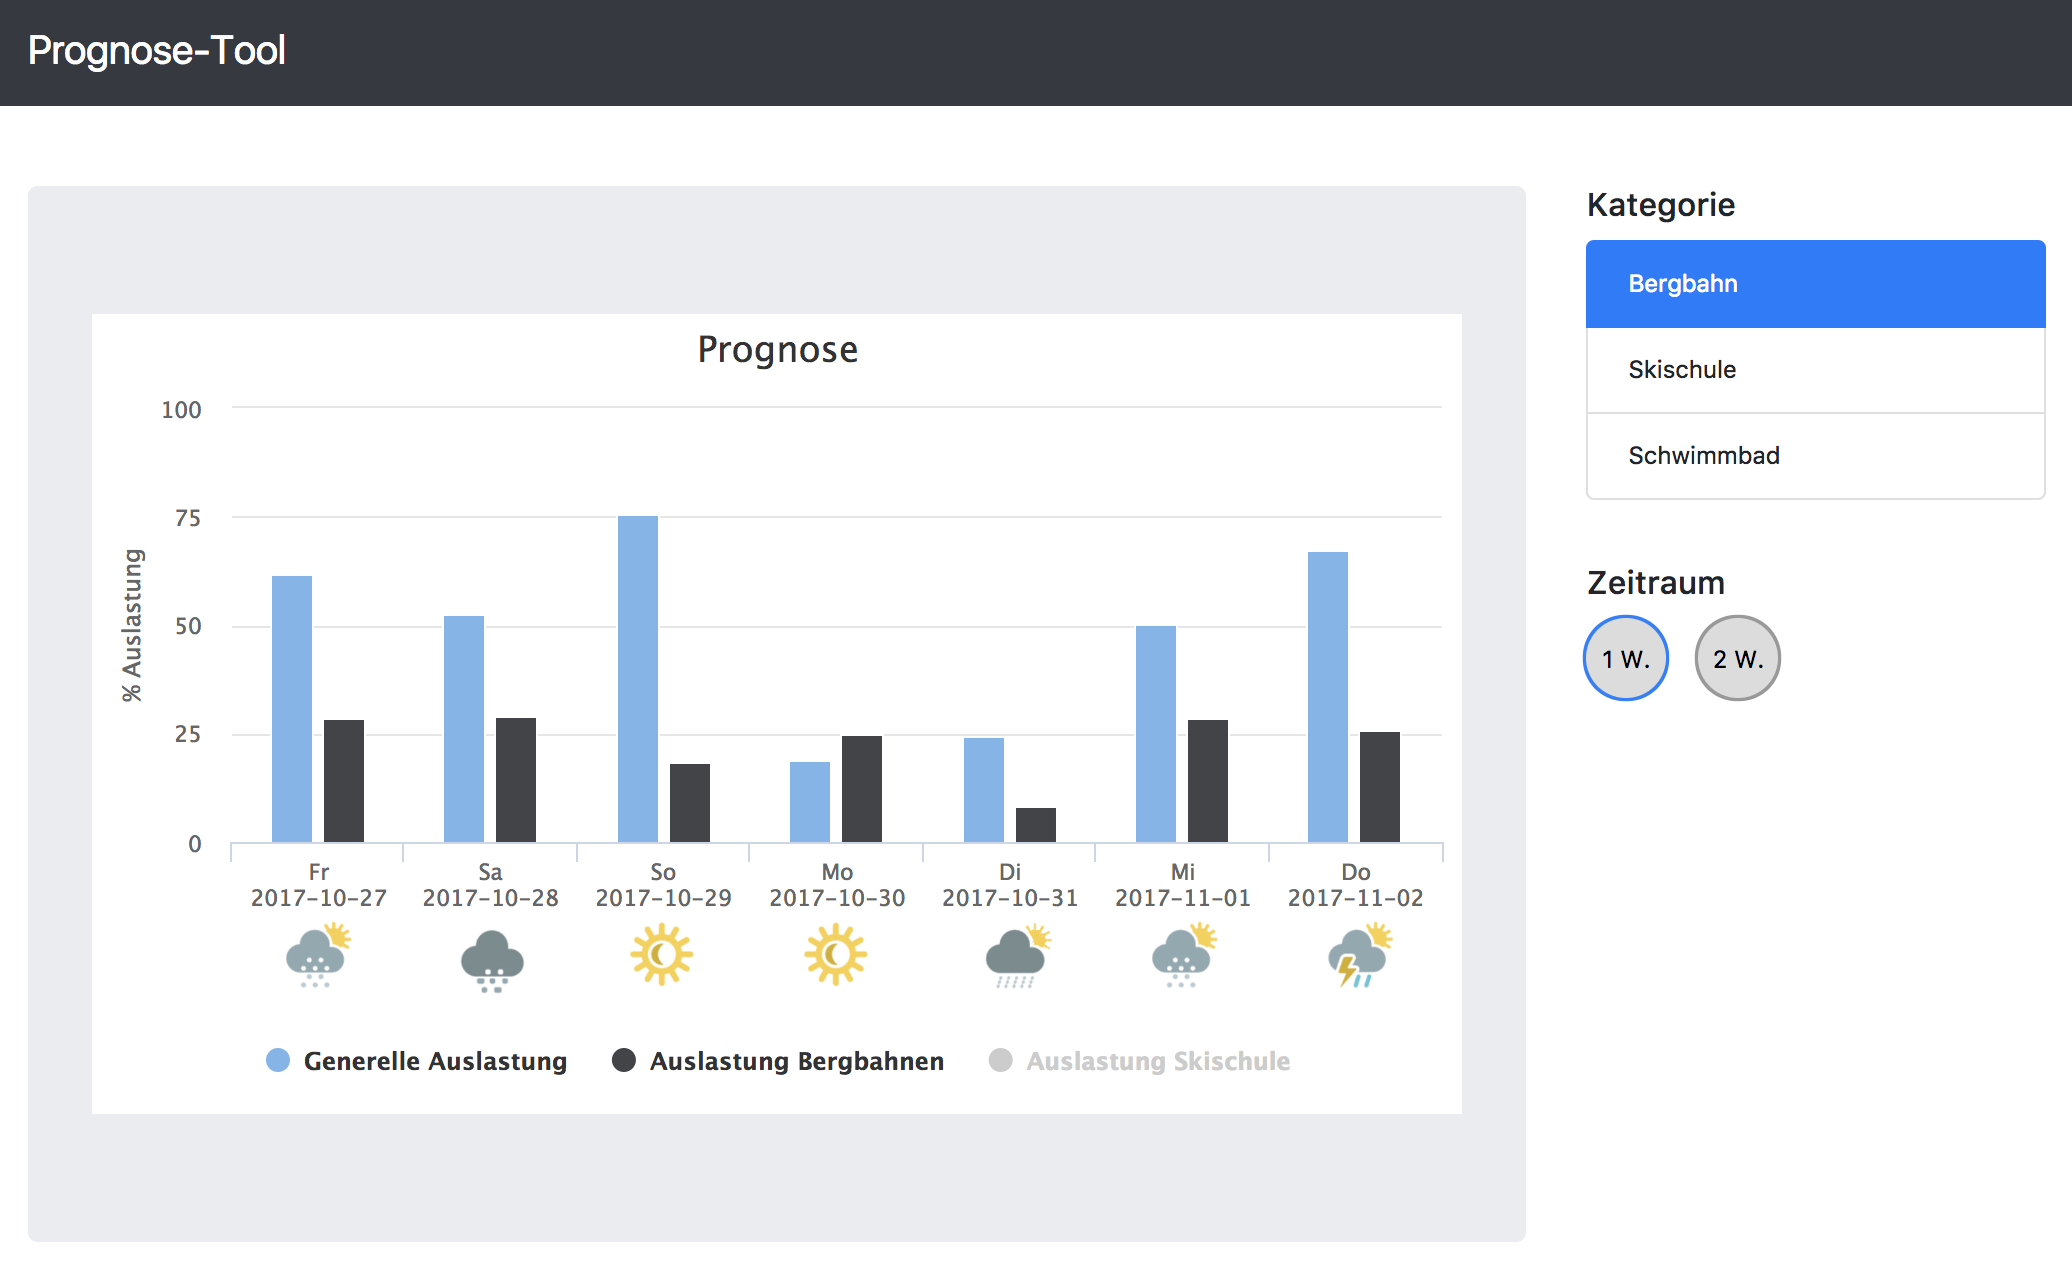 Prognose-Tool
Prognose
100
75
50
25
0
% Auslastung
Fr
2017-10-27
Sa
2017-10-28
So
2017-10-29
Mo
2017-10-30
Di
2017-10-31
Mi
2017-11-01
Do
2017-11-02
Generelle Auslastung
Auslastung Bergbahnen
Auslastung Skischule
Kategorie
Bergbahn
Skischule
Schwimmbad
Zeitraum
1 W.
2 W.